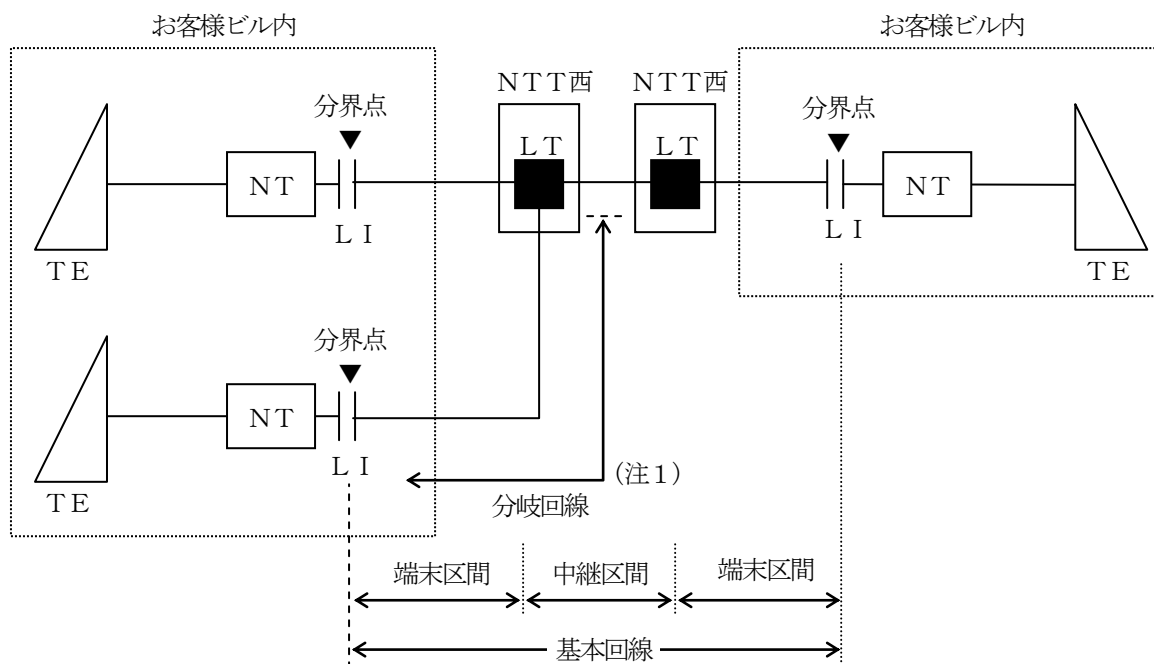 お客様ビル内
お客様ビル内
NTT西
NTT西
分界点
分界点
LT
LT
NT
NT
LI
LI
TE
TE
分界点
NT
LI
(注1)
TE
分岐回線
端末区間
中継区間
端末区間
基本回線